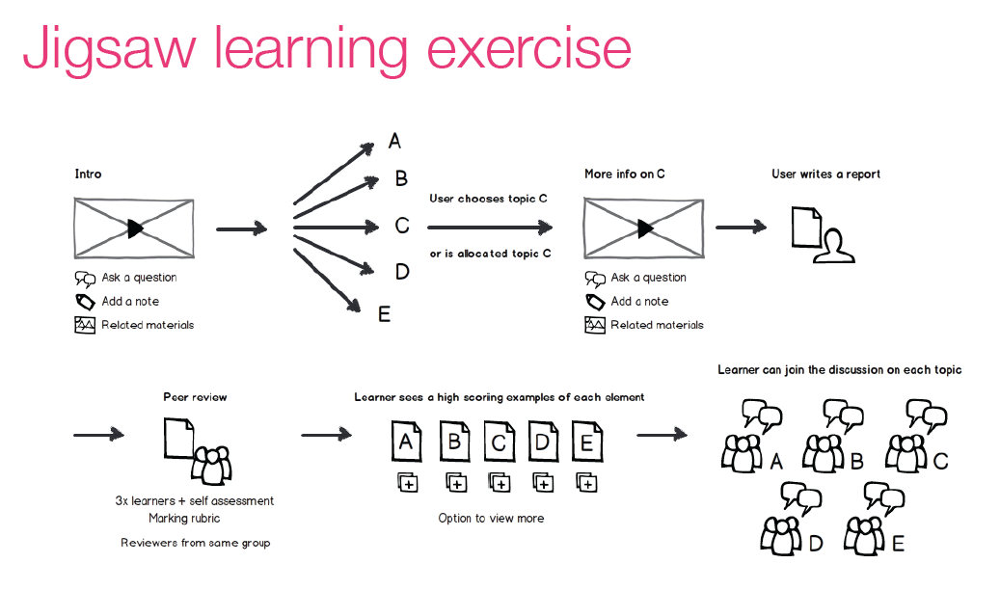 Jigsaw learning exercise
Intro
Ask a question
Add a note
Related materials
A
B
C
D
E
User chooses topic C
or is allocated topic C
More info on C
Ask a question
Add a note
Related materials
User writes a report
Peer review
3x learners + self assessment
Marking rubric
Reviewers from same group
Learner sees a high scoring examples of each element
A B C D E
Option to view more
Learner can join the discussion on each topic
A B C
D E